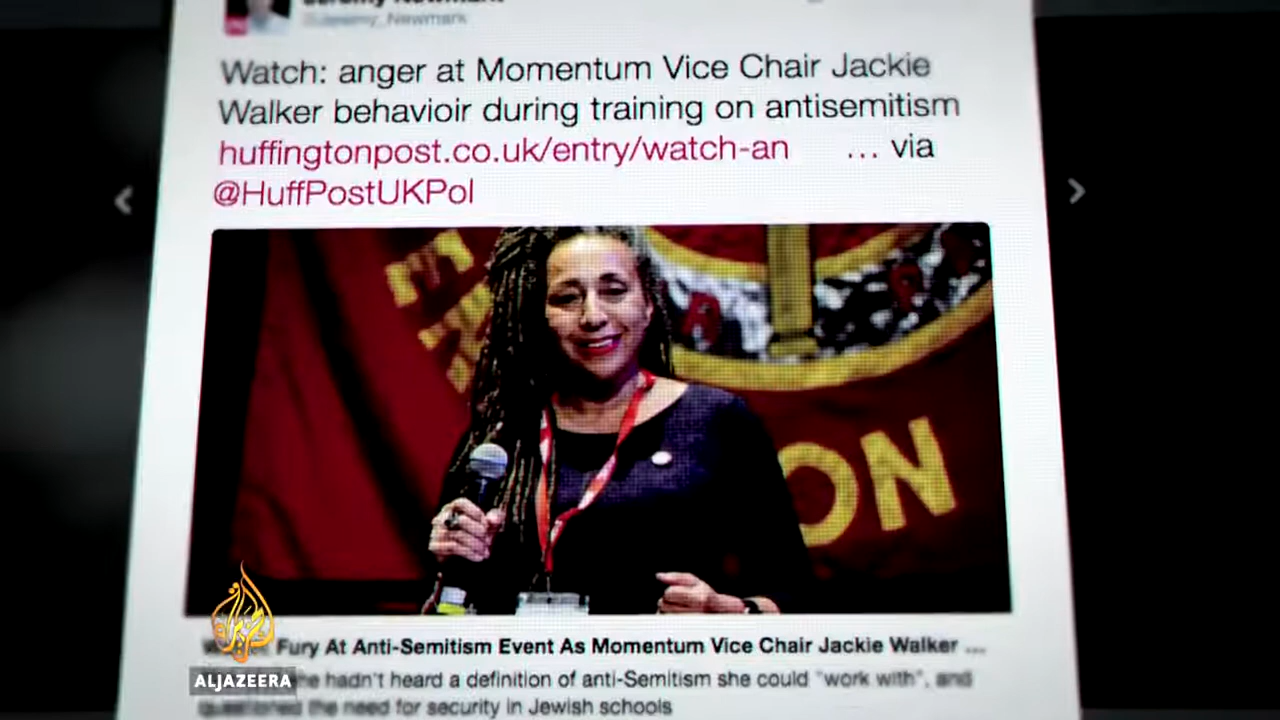 Watch: anger at Momentum Vice Chair Jackie
Walker behavioir during training on antisemitism
huffingtonpost.co.uk/entry/watch-an ... via
@HuffPostUKPol
ON
Fury At Anti-Semitism Event As Momentum Vice Chair Jackie Walker ...
he hadn't heard a definition of anti-Semitism she could "work with", and
questioned the need for security in Jewish schools
ALJAZEERA